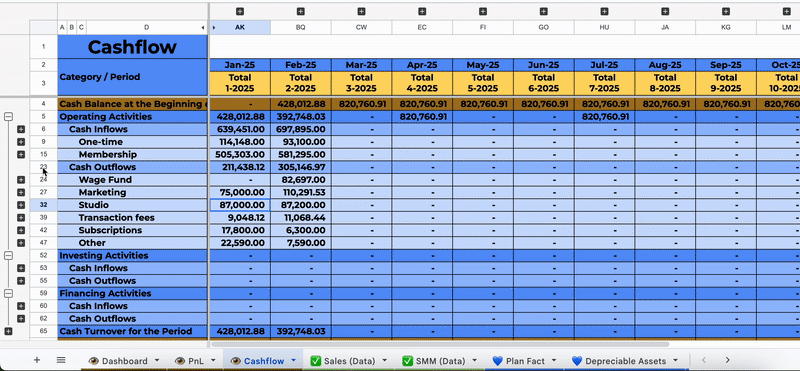 A B C D AK BQ CW EC FI GO HU JA KG LM
1 Cashflow
2 Category / Period Jan-25 Feb-25 Mar-25 Apr-25 May-25 Jun-25 Jul-25 Aug-25 Sep-25 Oct-25
3 Total 1-2025 Total 2-2025 Total 3-2025 Total 4-2025 Total 5-2025 Total 6-2025 Total 7-2025 Total 8-2025 Total 9-2025 Total 10-2025
4 Cash Balance at the Beginning - 428,012.88 820,760.91 820,760.91 820,760.91 820,760.91 820,760.91 820,760.91 820,760.91
5 Operating Activities 428,012.88 392,748.03 - 820,760.91 - - 820,760.91 - - -
6 Cash Inflows 639,451.00 697,895.00 - - - - - - - -
9 One-time 114,148.00 93,100.00 - - - - - - - -
15 Membership 505,303.00 581,295.00 - - - - - - - -
23 Cash Outflows 211,438.12 305,146.97 - - - - - - - -
24 Wage Fund - 82,697.00 - - - - - - - -
27 Marketing 75,000.00 110,291.53 - - - - - - - -
32 Studio 87,000.00 87,200.00 - - - - - - - -
39 Transaction fees 9,048.12 11,068.44 - - - - - - - -
42 Subscriptions 17,800.00 6,300.00 - - - - - - - -
47 Other 22,590.00 7,590.00 - - - - - - - -
52 Investing Activities - - - - - - - - - -
53 Cash Inflows - - - - - - - - - -
55 Cash Outflows - - - - - - - - - -
59 Financing Activities - - - - - - - - - -
60 Cash Inflows - - - - - - - - - -
62 Cash Outflows - - - - - - - - - -
65 Cash Turnover for the Period 428,012.88 392,748.03 - - - - - - - -
Dashboard PnL Cashflow Sales (Data) SMM (Data) Plan Fact Depreciable Assets